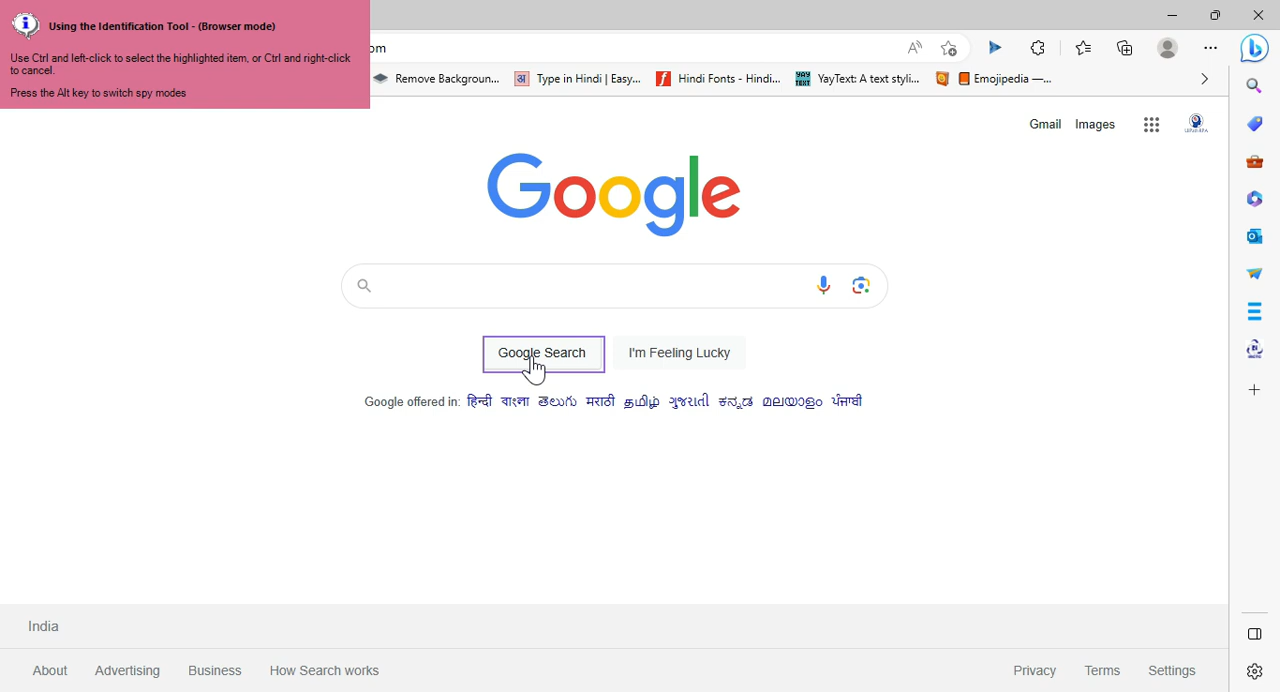 Using the Identification Tool - (Browser mode)
Use Ctrl and left-click to select the highlighted item, or Ctrl and right-click
to cancel.
Press the Alt key to switch spy modes
om
Remove Backgroun...
Type in Hindi | Easy...
Hindi Fonts - Hindi...
YAY
TEXT
YayText: A text styli...
Emojipedia —...
Gmail
Images
Google
Google Search
I'm Feeling Lucky
Google offered in: हिन्दी বাংলা తెలుగు मराठी தமிழ் ગુજરાતી ಕನ್ನಡ മലയാളം ਪੰਜਾਬੀ
India
About Advertising Business How Search works
Privacy Terms Settings